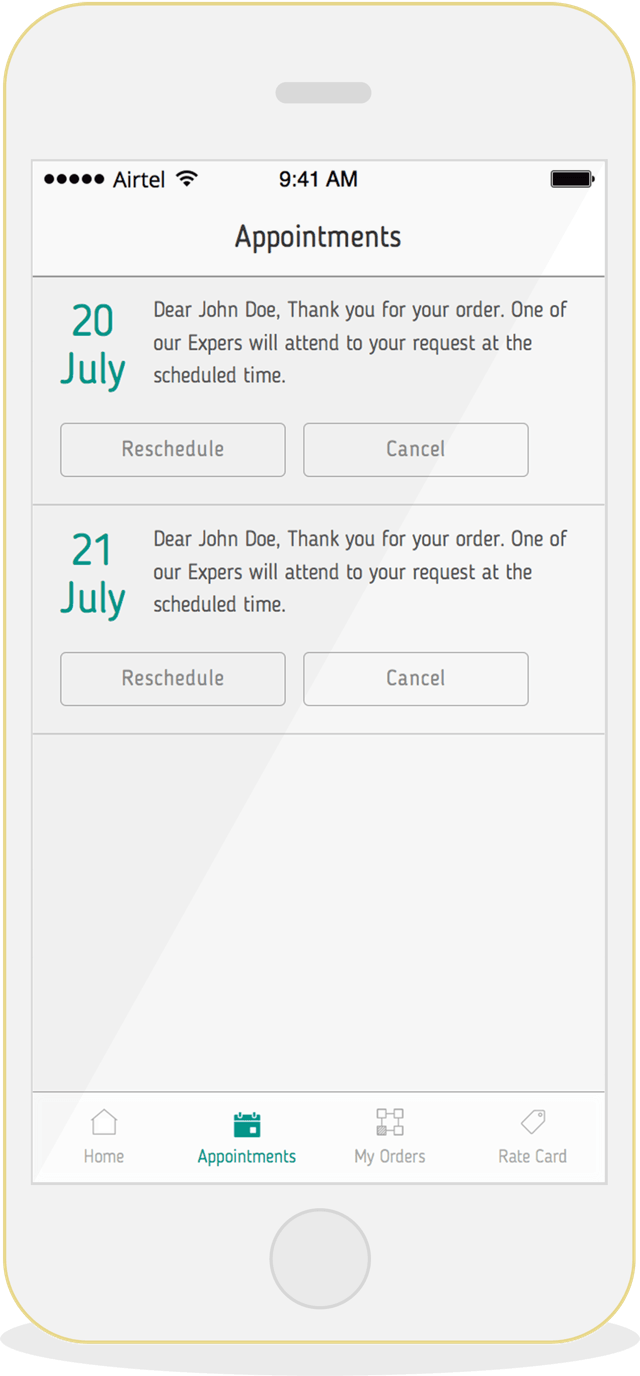 Airtel 9:41 AM
Appointments
20
July
Dear John Doe, Thank you for your order. One of
our Expers will attend to your request at the
scheduled time.
Reschedule Cancel
21
July
Dear John Doe, Thank you for your order. One of
our Expers will attend to your request at the
scheduled time.
Reschedule Cancel
Home Appointments My Orders Rate Card